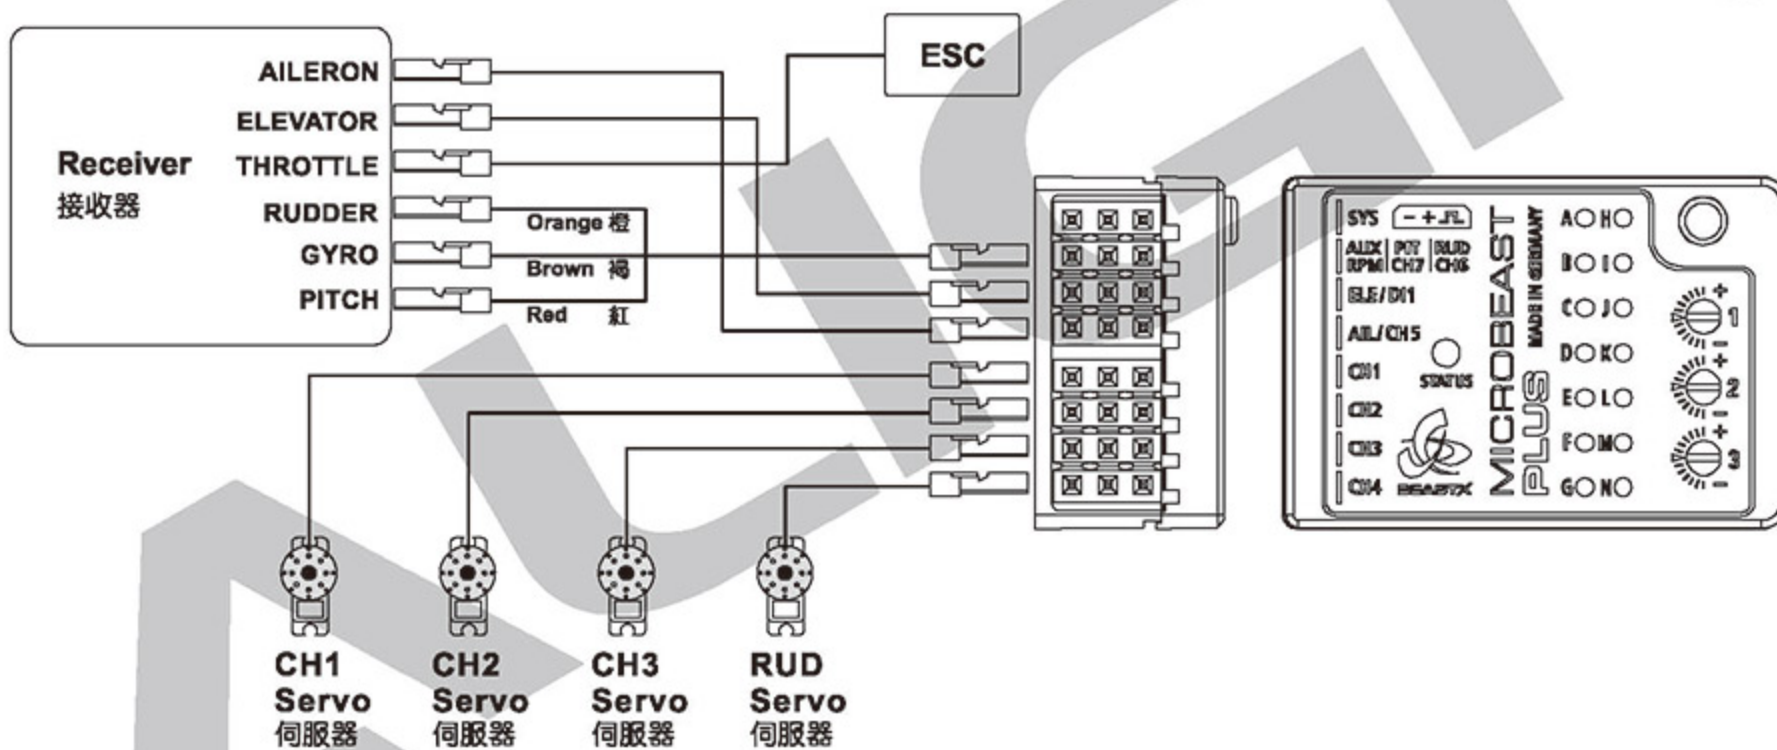 ESC
Receiver
接收器
AILERON
ELEVATOR
THROTTLE
RUDDER
GYRO
PITCH
Orange 橙
Brown 褐
Red 紅
CH1
Servo
伺服器
CH2
Servo
伺服器
CH3
Servo
伺服器
RUD
Servo
伺服器
SYS - +
AUX PIT RUD
RPM CH7 CH6
ELE/DI1
AIL/CH5
CH1
CH2
CH3
CH4
STATUS
BEASTX
MICROBEAST
PLUS
MADE IN GERMANY
A H
B I
C J
D K
E L
F M
G N
+ 1 -
+ 2 -
+ 3 -
ALIGN